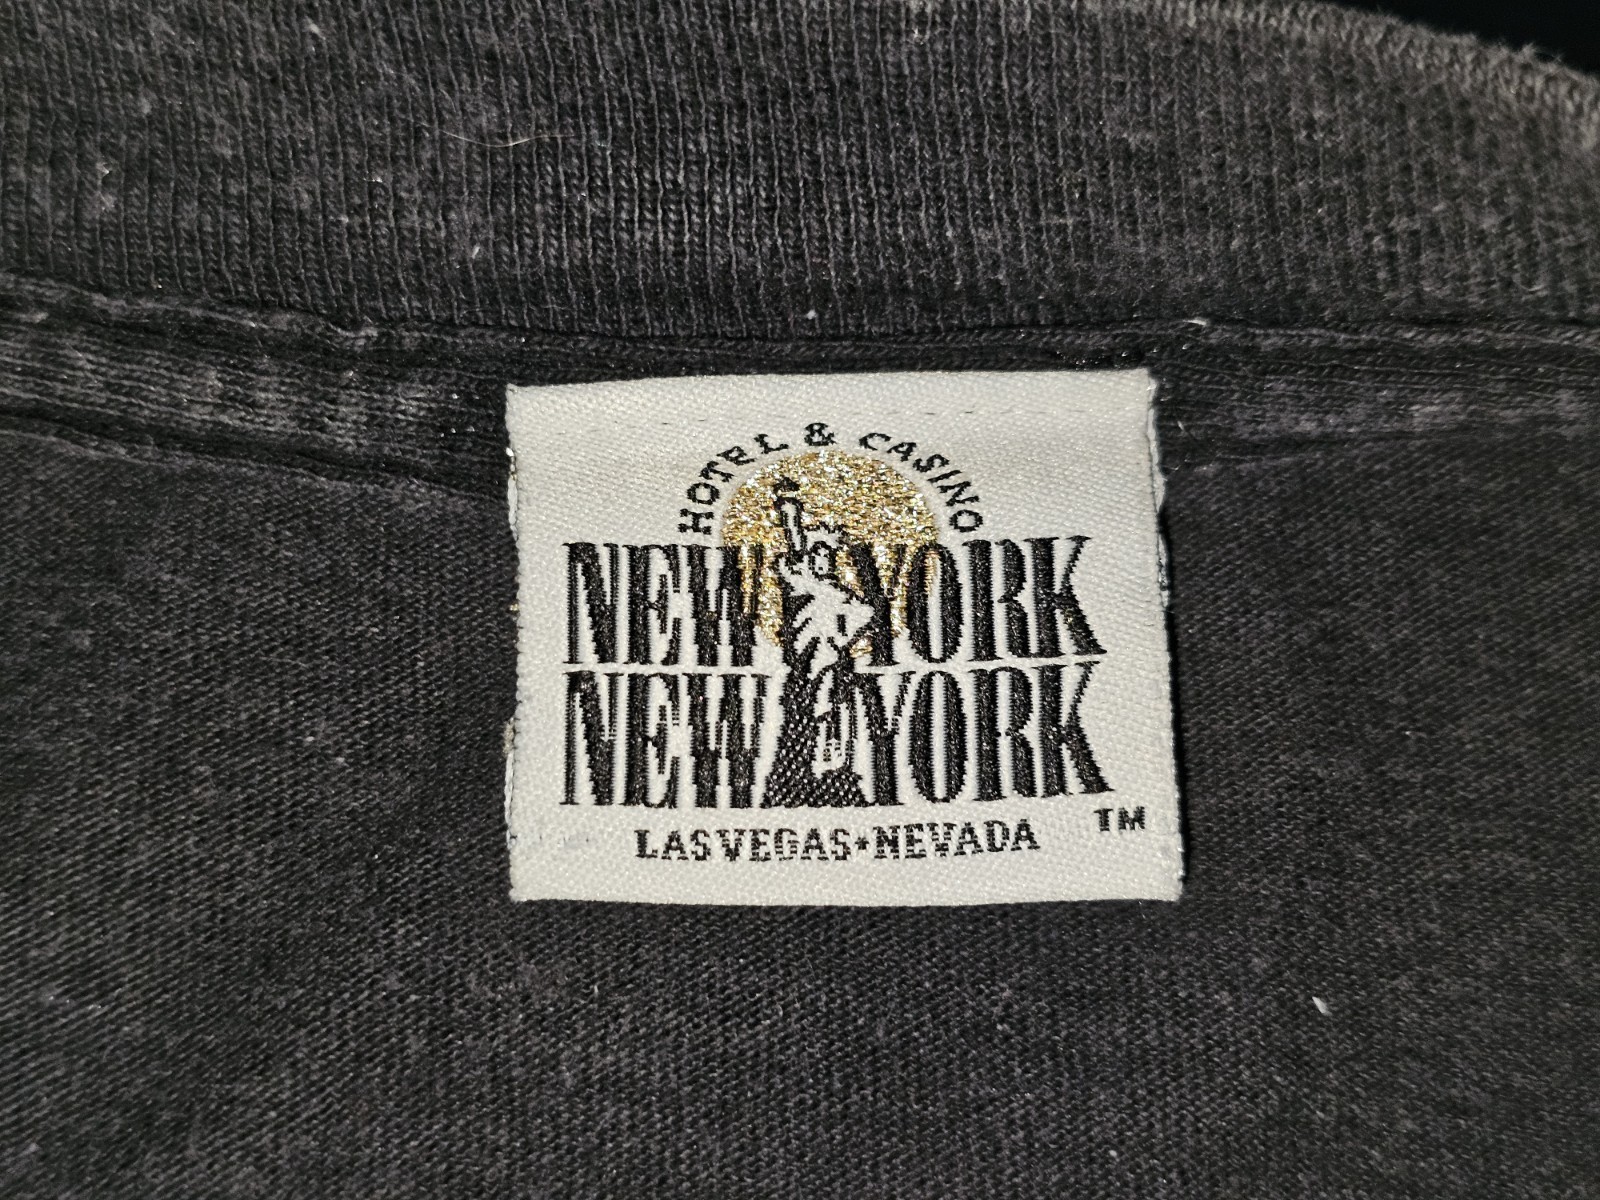 HOTEL & CASINO
NEW YORK
NEW YORK
LAS VEGAS•NEVADA TM